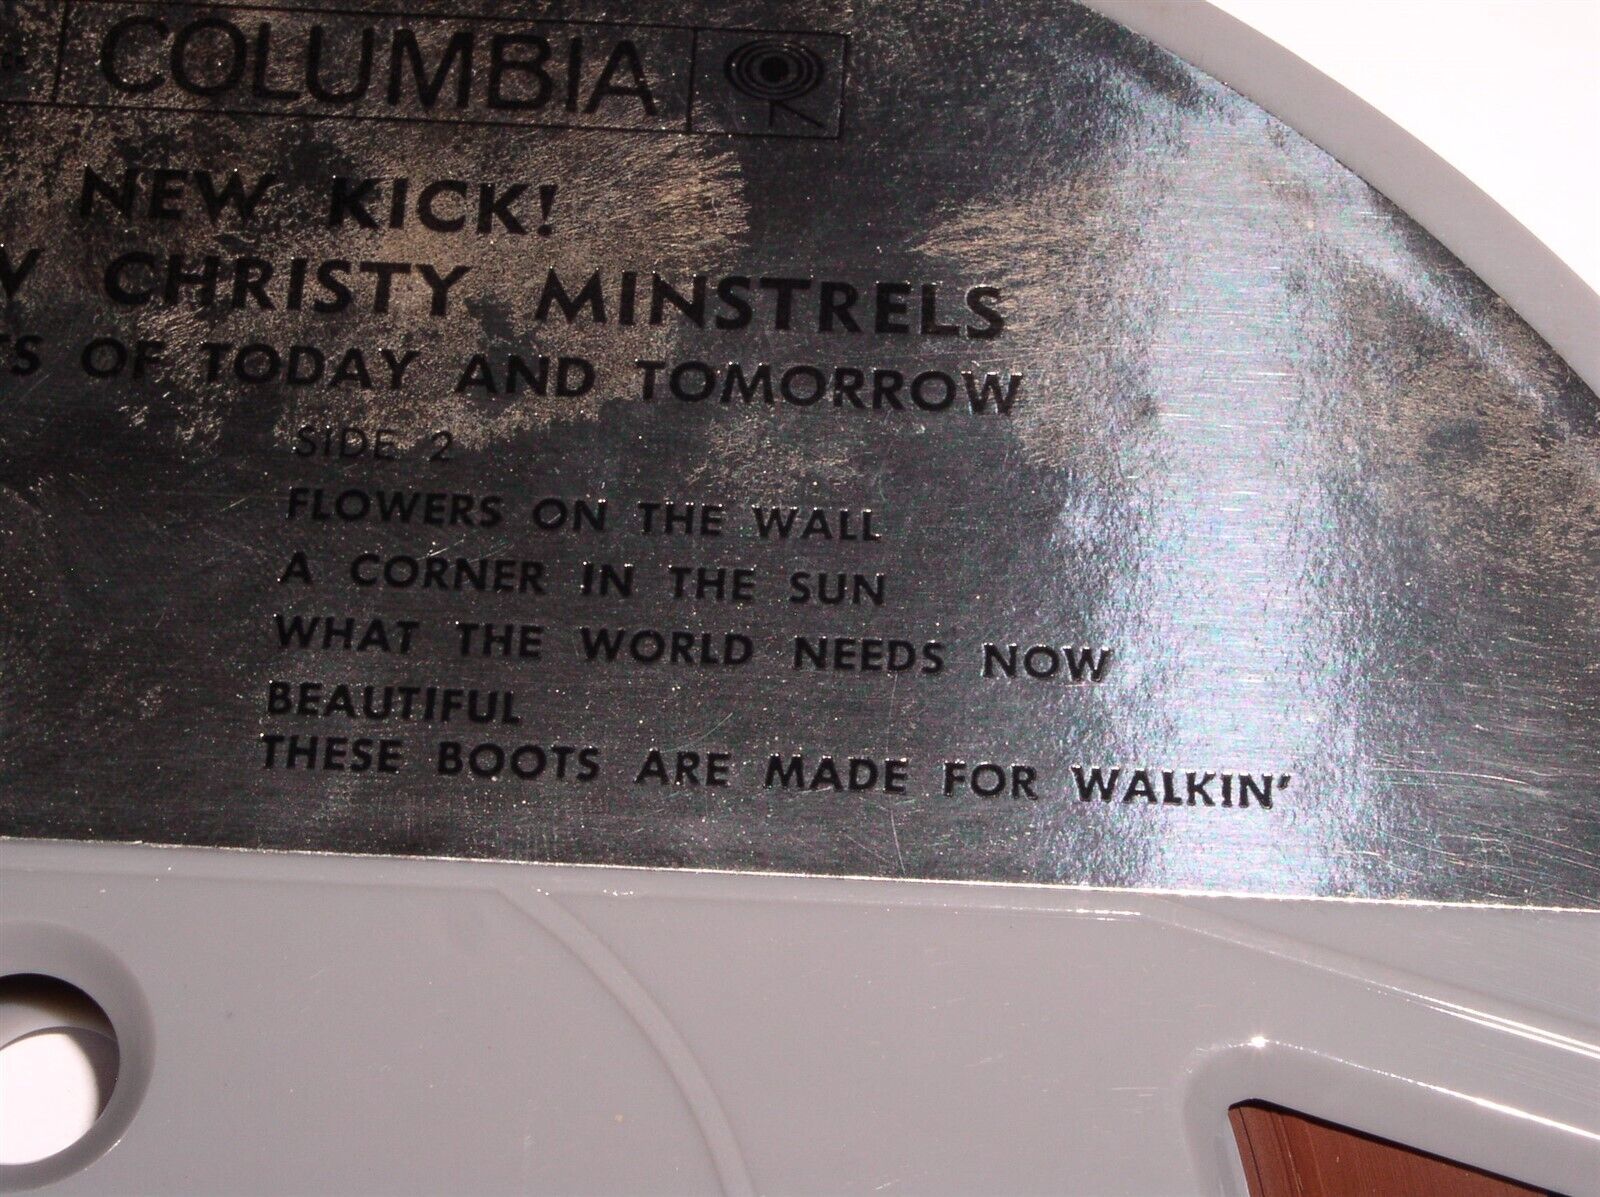 COLUMBIA
NEW KICK!
Y CHRISTY MINSTRELS
TS OF TODAY AND TOMORROW
SIDE 2
FLOWERS ON THE WALL
A CORNER IN THE SUN
WHAT THE WORLD NEEDS NOW
BEAUTIFUL
THESE BOOTS ARE MADE FOR WALKIN'